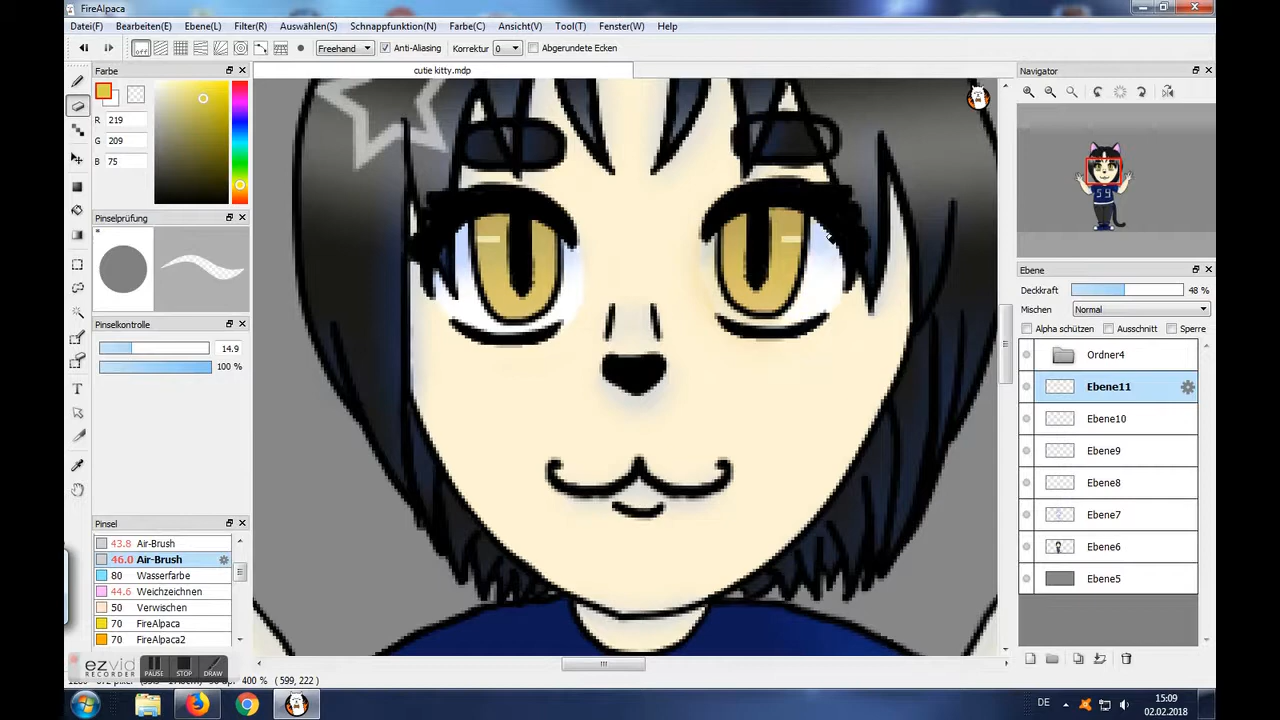 FireAlpaca
Datei(F) Bearbeiten(E) Ebene(L) Filter(R) Auswählen(S) Schnappfunktion(N) Farbe(C) Ansicht(V) Tool(T) Fenster(W) Help
off Freehand Anti-Aliasing Korrektur 0 Abgerundete Ecken
Farbe
cutie kitty.mdp
Navigator
R 219
G 209
B 75
Pinselprüfung
Ebene
Deckkraft 48 %
Mischen Normal
Alpha schützen Ausschnitt Sperre
Pinselkontrolle
14.9
100 %
Ordner4
Ebene11
Ebene10
Ebene9
Ebene8
Ebene7
Ebene6
Ebene5
Pinsel
43.8 Air-Brush
46.0 Air-Brush
80 Wasserfarbe
44.6 Weichzeichnen
50 Verwischen
70 FireAlpaca
70 FireAlpaca2
ezvid
RECORDER
PAUSE STOP DRAW
400 % ( 599, 222 )
DE
15:09
02.02.2018